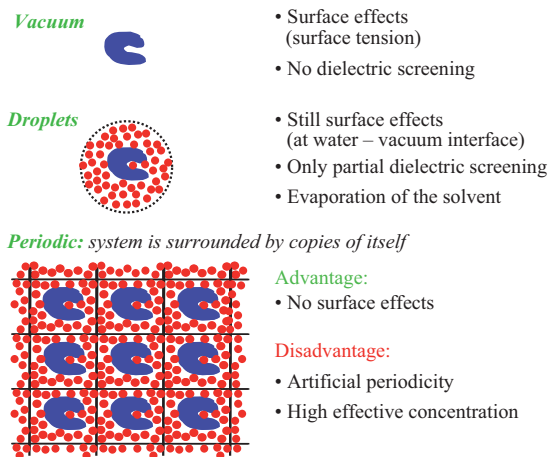 Vacuum
• Surface effects
(surface tension)
• No dielectric screening
Droplets
• Still surface effects
(at water – vacuum interface)
• Only partial dielectric screening
• Evaporation of the solvent
Periodic: system is surrounded by copies of itself
Advantage:
• No surface effects
Disadvantage:
• Artificial periodicity
• High effective concentration